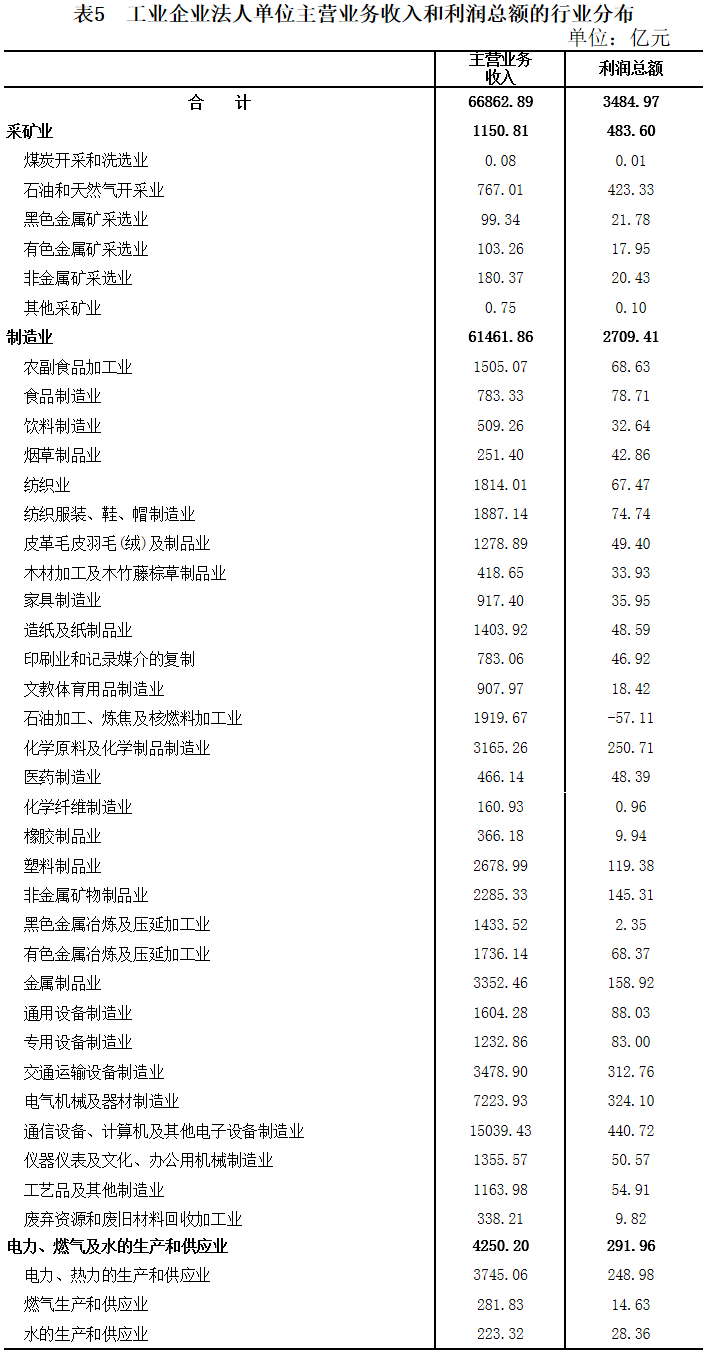 表5 工业企业法人单位主营业务收入和利润总额的行业分布
单位：亿元
主营业务收入 利润总额
合 计 66862.89 3484.97
采矿业 1150.81 483.60
煤炭开采和洗选业 0.08 0.01
石油和天然气开采业 767.01 423.33
黑色金属矿采选业 99.34 21.78
有色金属矿采选业 103.26 17.95
非金属矿采选业 180.37 20.43
其他采矿业 0.75 0.10
制造业 61461.86 2709.41
农副食品加工业 1505.07 68.63
食品制造业 783.33 78.71
饮料制造业 509.26 32.64
烟草制品业 251.40 42.86
纺织业 1814.01 67.47
纺织服装、鞋、帽制造业 1887.14 74.74
皮革毛皮羽毛(绒)及制品业 1278.89 49.40
木材加工及木竹藤棕草制品业 418.65 33.93
家具制造业 917.40 35.95
造纸及纸制品业 1403.92 48.59
印刷业和记录媒介的复制 783.06 46.92
文教体育用品制造业 907.97 18.42
石油加工、炼焦及核燃料加工业 1919.67 -57.11
化学原料及化学制品制造业 3165.26 250.71
医药制造业 466.14 48.39
化学纤维制造业 160.93 0.96
橡胶制品业 366.18 9.94
塑料制品业 2678.99 119.38
非金属矿物制品业 2285.33 145.31
黑色金属冶炼及压延加工业 1433.52 2.35
有色金属冶炼及压延加工业 1736.14 68.37
金属制品业 3352.46 158.92
通用设备制造业 1604.28 88.03
专用设备制造业 1232.86 83.00
交通运输设备制造业 3478.90 312.76
电气机械及器材制造业 7223.93 324.10
通信设备、计算机及其他电子设备制造业 15039.43 440.72
仪器仪表及文化、办公用机械制造业 1355.57 50.57
工艺品及其他制造业 1163.98 54.91
废弃资源和废旧材料回收加工业 338.21 9.82
电力、燃气及水的生产和供应业 4250.20 291.96
电力、热力的生产和供应业 3745.06 248.98
燃气生产和供应业 281.83 14.63
水的生产和供应业 223.32 28.36